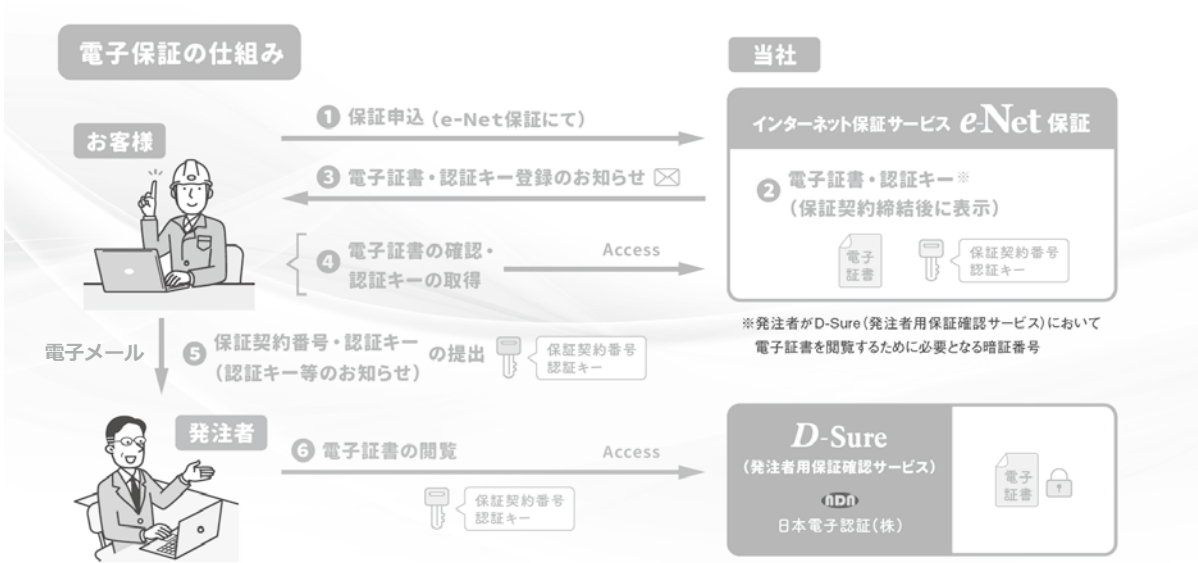 電子保証の仕組み
当社
お客様
❶ 保証申込 (e-Net保証にて)
インターネット保証サービス e-Net 保証
❸ 電子証書・認証キー登録のお知らせ
❷ 電子証書・認証キー※
(保証契約締結後に表示)
❹ 電子証書の確認・
認証キーの取得
Access
電子
証書
保証契約番号
認証キー
※発注者がD-Sure(発注者用保証確認サービス)において
電子証書を閲覧するために必要となる暗証番号
電子メール
❺ 保証契約番号・認証キー
(認証キー等のお知らせ)
の提出
保証契約番号
認証キー
発注者
❻ 電子証書の閲覧
Access
保証契約番号
認証キー
D-Sure
(発注者用保証確認サービス)
NDN
日本電子認証(株)
電子
証書